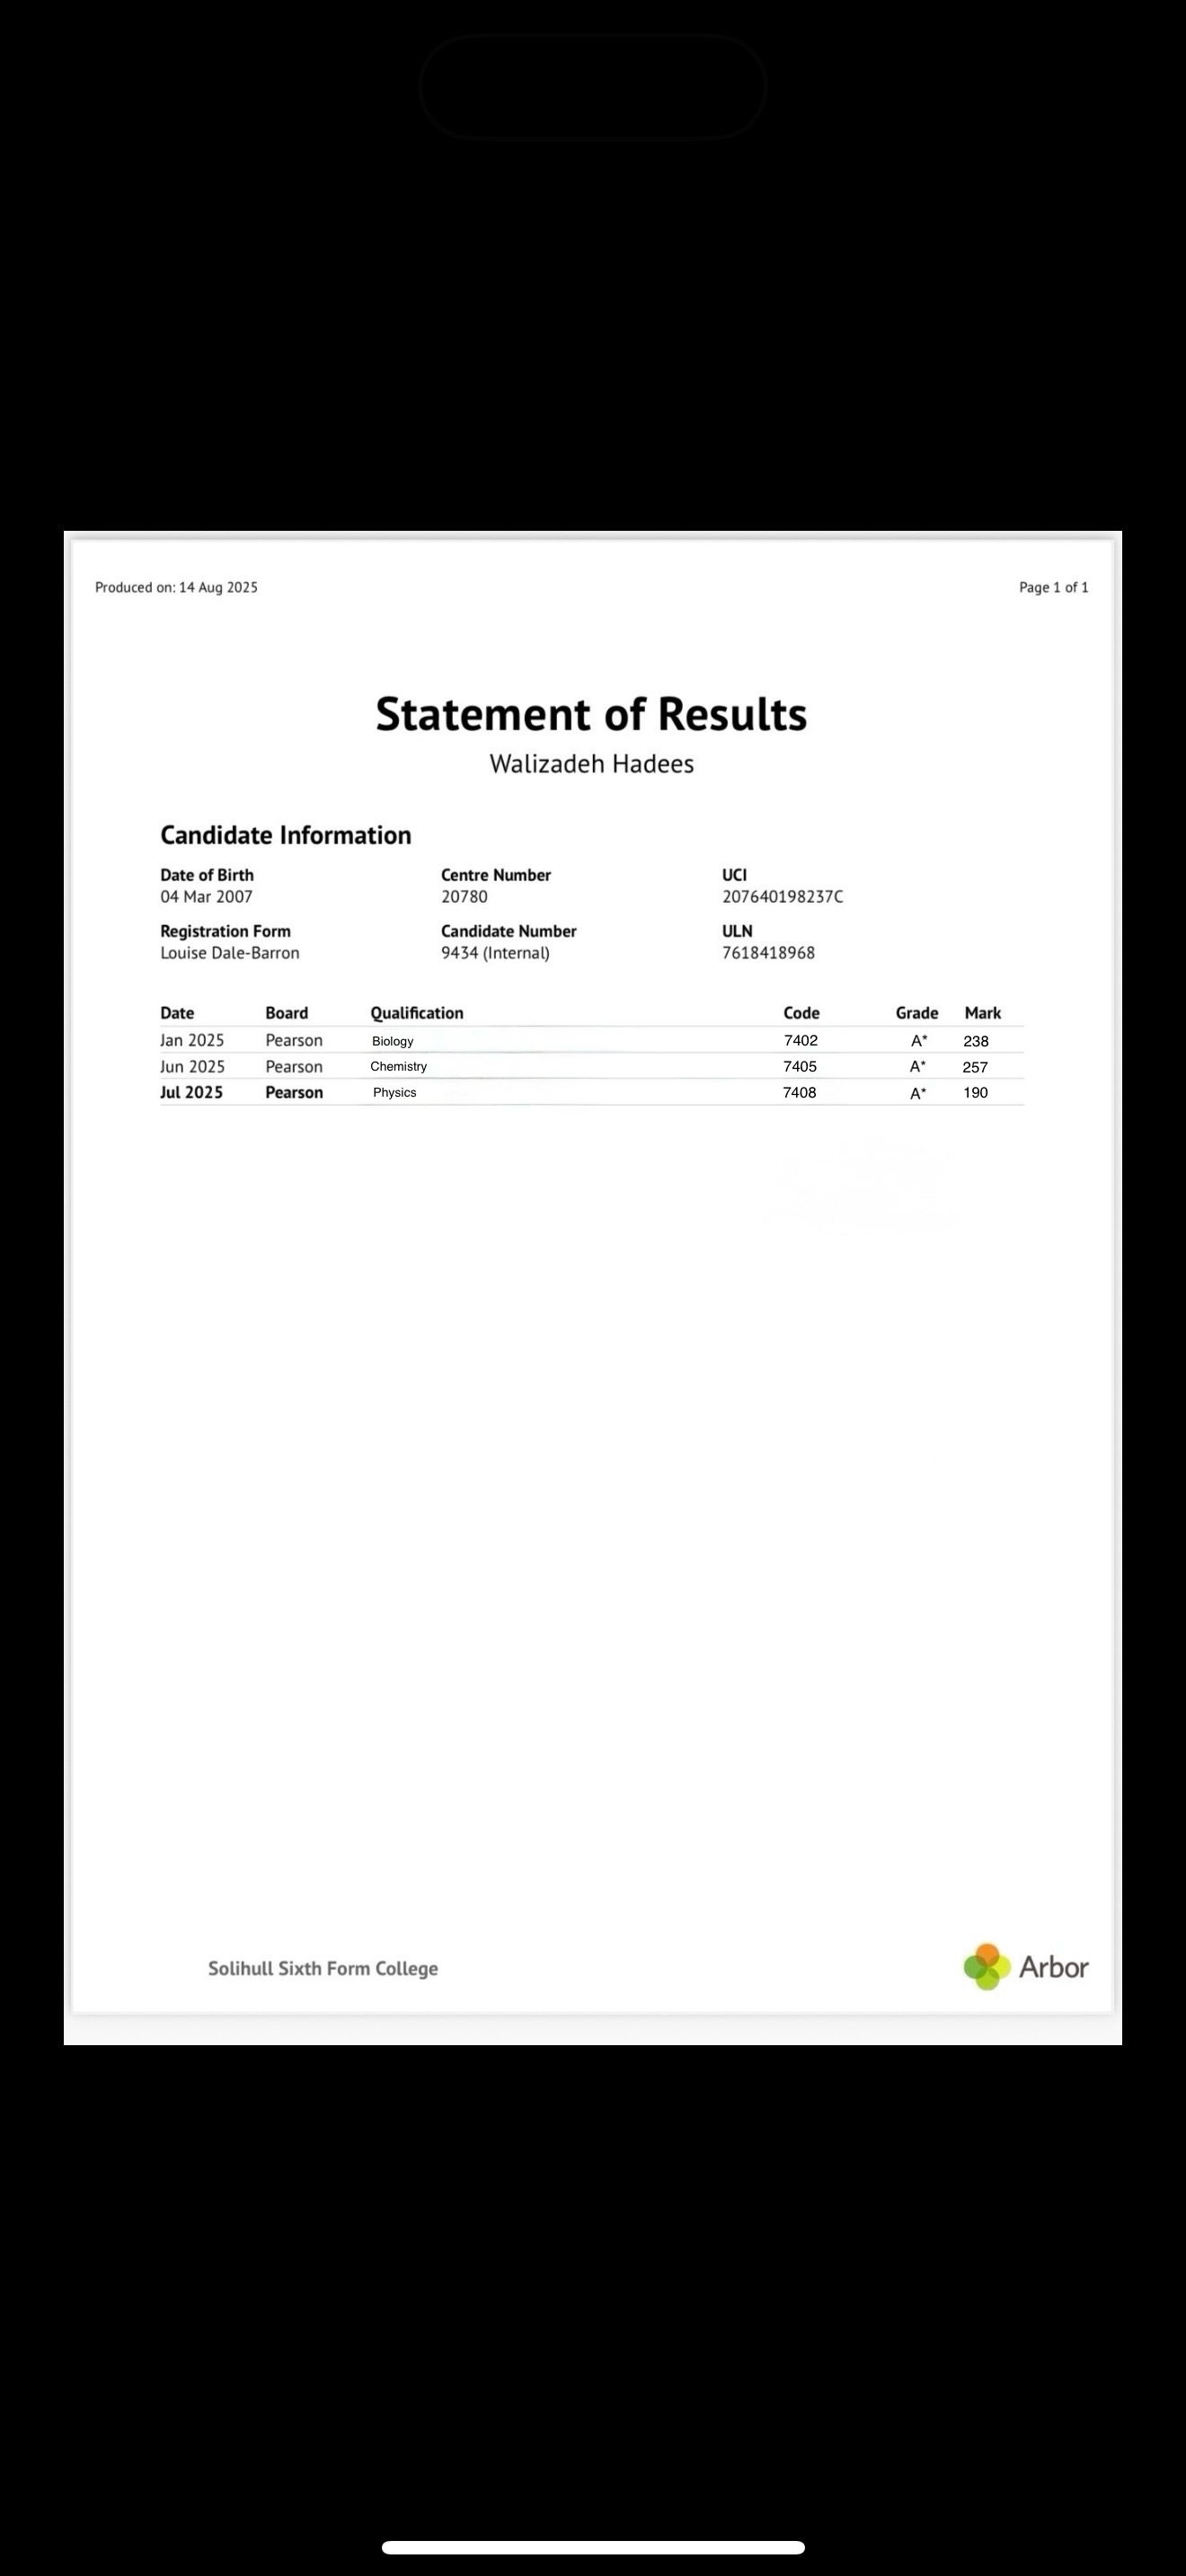 Produced on: 14 Aug 2025 Page 1 of 1
Statement of Results
Walizadeh Hadees
Candidate Information
Date of Birth Centre Number UCI
04 Mar 2007 20780 207640198237C
Registration Form Candidate Number ULN
Louise Dale-Barron 9434 (Internal) 7618418968
Date Board Qualification Code Grade Mark
Jan 2025 Pearson Biology 7402 A* 238
Jun 2025 Pearson Chemistry 7405 A* 257
Jul 2025 Pearson Physics 7408 A* 190
Solihull Sixth Form College Arbor